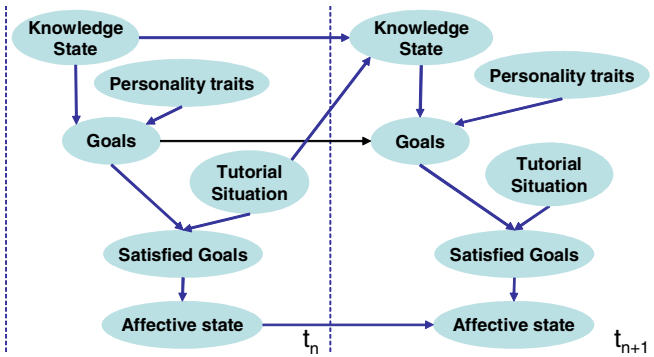 Knowledge
State
Personality traits
Goals
Tutorial
Situation
Satisfied Goals
Affective state
tn
Knowledge
State
Personality traits
Goals
Tutorial
Situation
Satisfied Goals
Affective state
tn+1